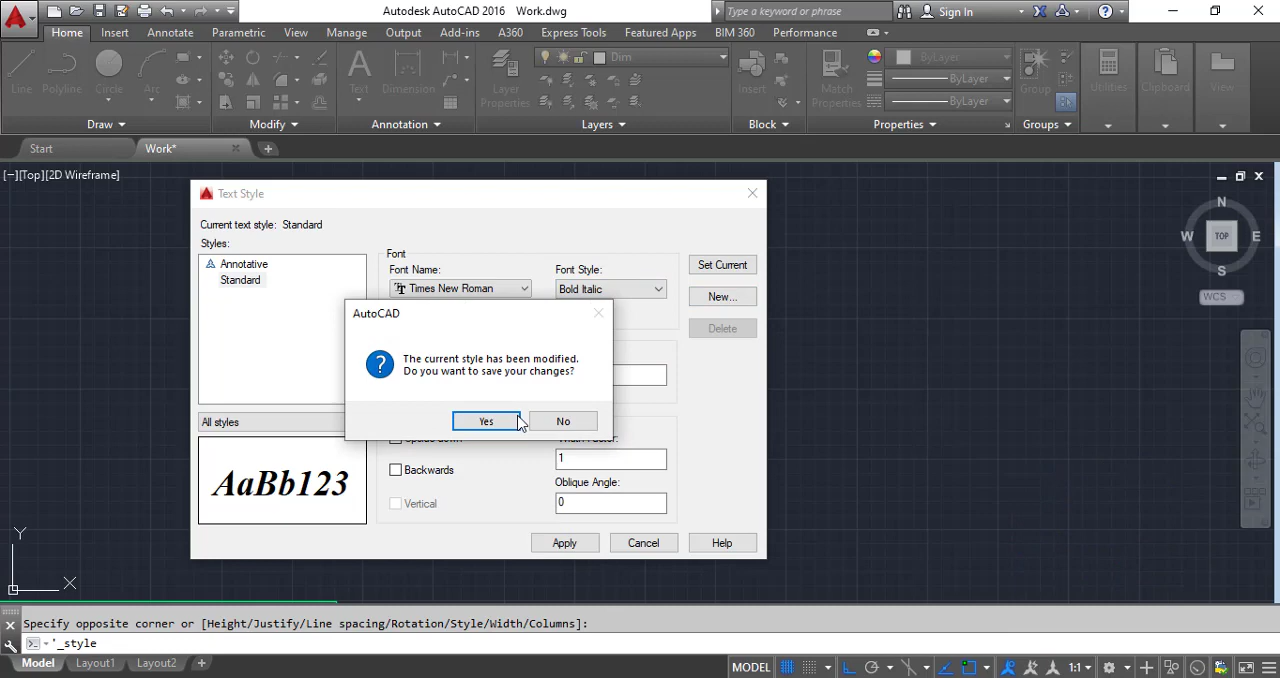 Autodesk AutoCAD 2016 Work.dwg
Type a keyword or phrase
Sign In
Home Insert Annotate Parametric View Manage Output Add-ins A360 Express Tools Featured Apps BIM 360 Performance
Line Polyline Circle Arc
Text Dimension
Layer Properties
Dim
Insert
Match Properties
ByLayer
ByLayer
ByLayer
Group
Utilities
Clipboard
View
Draw Modify Annotation Layers Block Properties Groups
Start Work*
[−][Top][2D Wireframe]
N
W TOP E
S
WCS
Text Style
Current text style: Standard
Styles:
Annotative
Standard
Font
Font Name:
Times New Roman
Font Style:
Bold Italic
Set Current
New...
Delete
AutoCAD
The current style has been modified.
Do you want to save your changes?
Yes No
All styles
AaBb123
Backwards
Vertical
1
Oblique Angle:
0
Apply Cancel Help
Y
X
Specify opposite corner or [Height/Justify/Line spacing/Rotation/Style/Width/Columns]:
'_style
Model Layout1 Layout2
MODEL
1:1